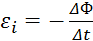 εᵢ = − ΔΦ/Δt